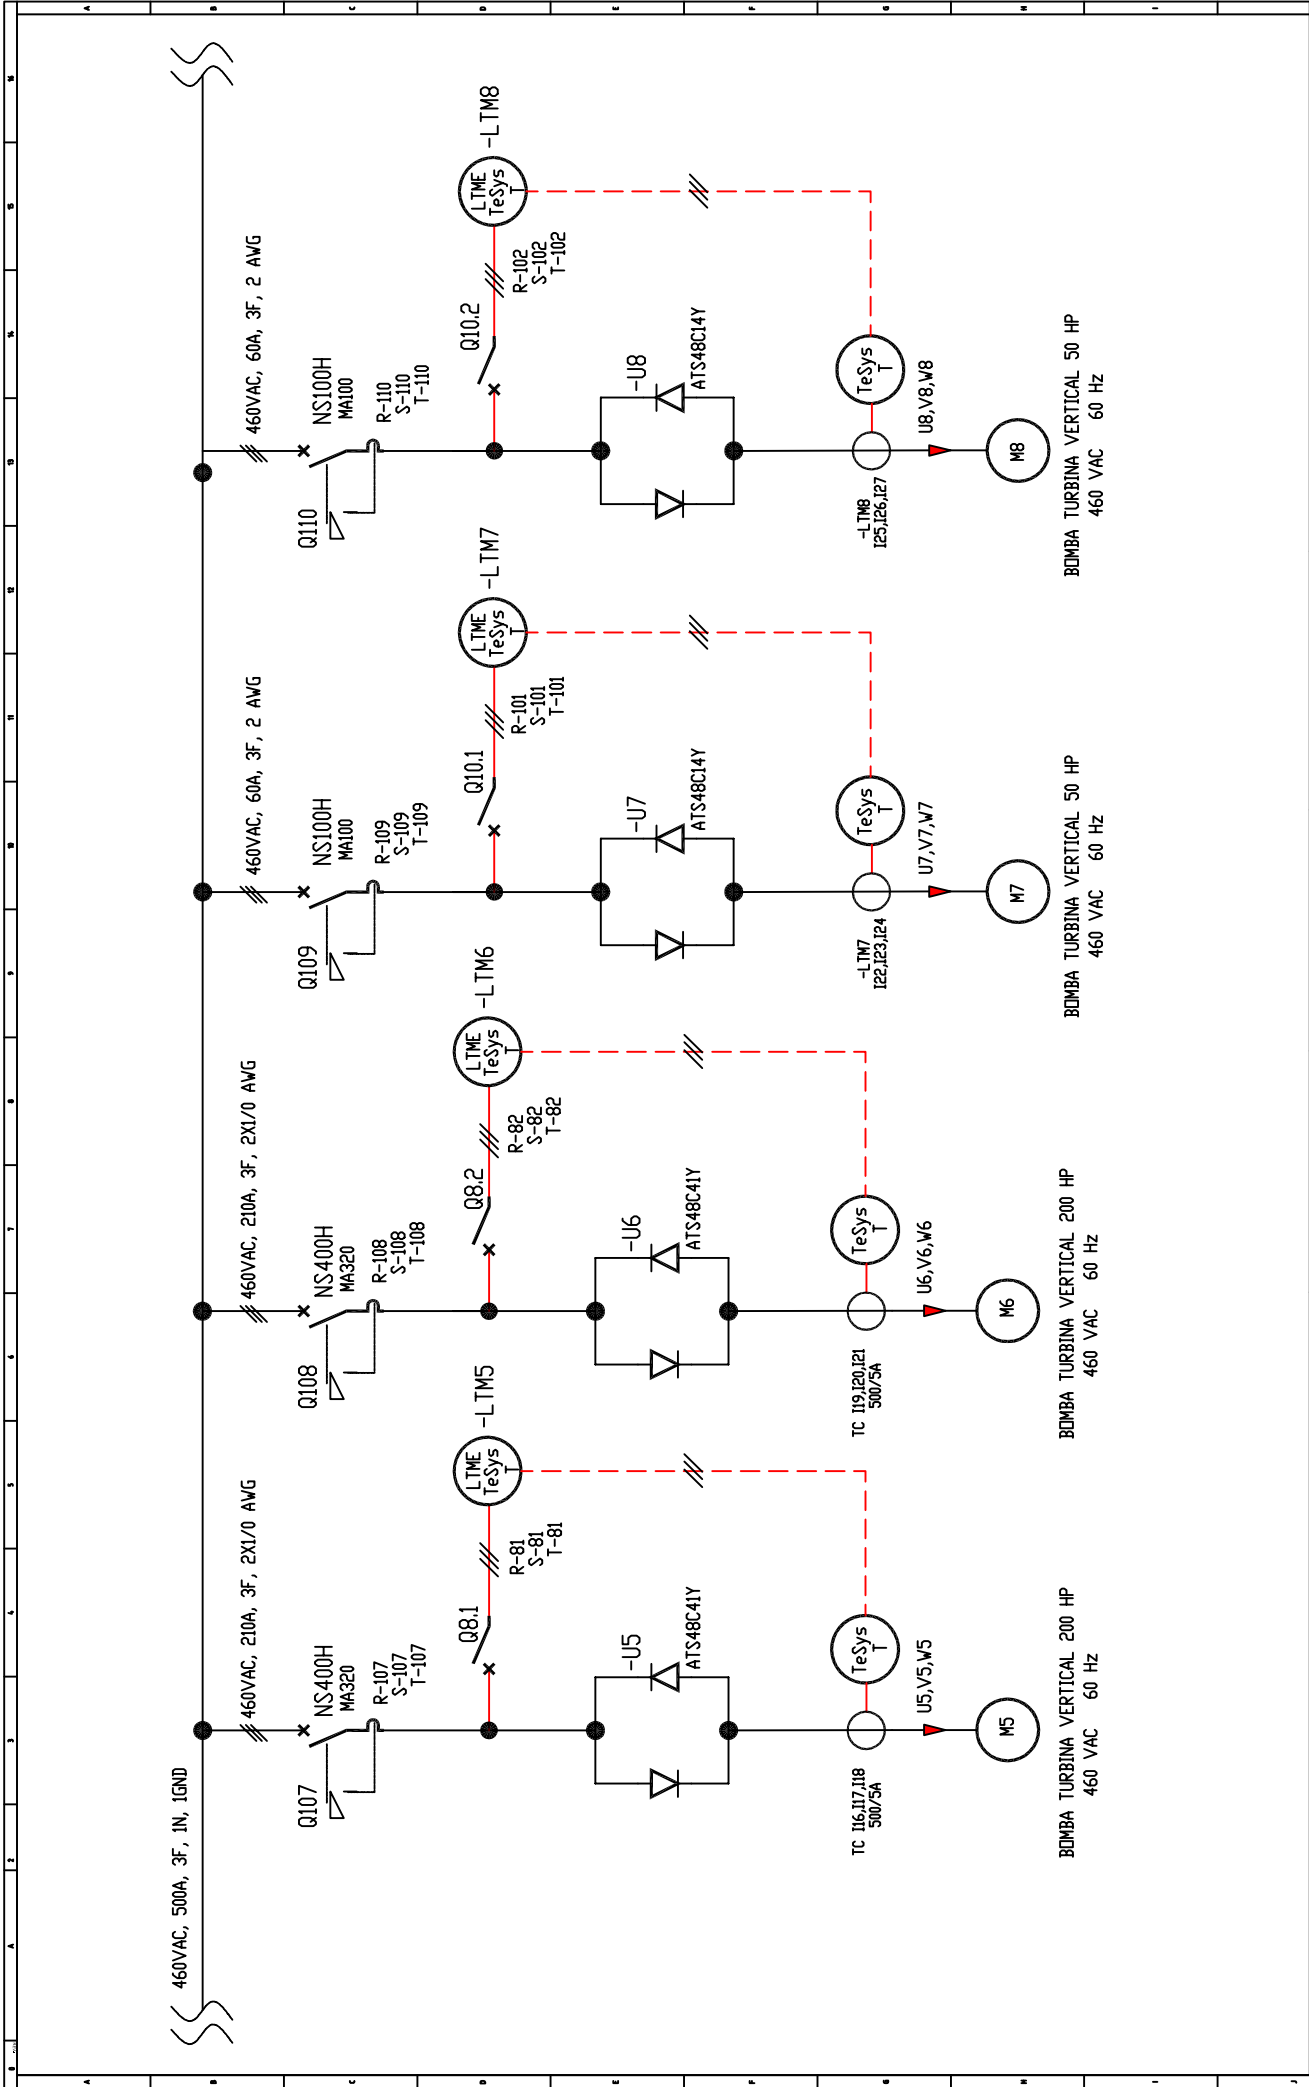 460VAC, 500A, 3F, 1N, 1GND
460VAC, 210A, 3F, 2X1/0 AWG
Q107
NS400H
MA320
R-107
S-107
T-107
Q8.1
R-81
S-81
T-81
LTME
TeSys
T
-LTM5
-U5
ATS48C41Y
TC I16,I17,I18
500/5A
TeSys
T
U5,V5,W5
M5
BOMBA TURBINA VERTICAL 200 HP
460 VAC 60 Hz
460VAC, 210A, 3F, 2X1/0 AWG
Q108
NS400H
MA320
R-108
S-108
T-108
Q8.2
R-82
S-82
T-82
LTME
TeSys
T
-LTM6
-U6
ATS48C41Y
TC I19,I20,I21
500/5A
TeSys
T
U6,V6,W6
M6
BOMBA TURBINA VERTICAL 200 HP
460 VAC 60 Hz
460VAC, 60A, 3F, 2 AWG
Q109
NS100H
MA100
R-109
S-109
T-109
Q10.1
R-101
S-101
T-101
LTME
TeSys
T
-LTM7
-U7
ATS48C14Y
-LTM7
I22,I23,I24
TeSys
T
U7,V7,W7
M7
BOMBA TURBINA VERTICAL 50 HP
460 VAC 60 Hz
460VAC, 60A, 3F, 2 AWG
Q110
NS100H
MA100
R-110
S-110
T-110
Q10.2
R-102
S-102
T-102
LTME
TeSys
T
-LTM8
-U8
ATS48C14Y
-LTM8
I25,I26,I27
TeSys
T
U8,V8,W8
M8
BOMBA TURBINA VERTICAL 50 HP
460 VAC 60 Hz